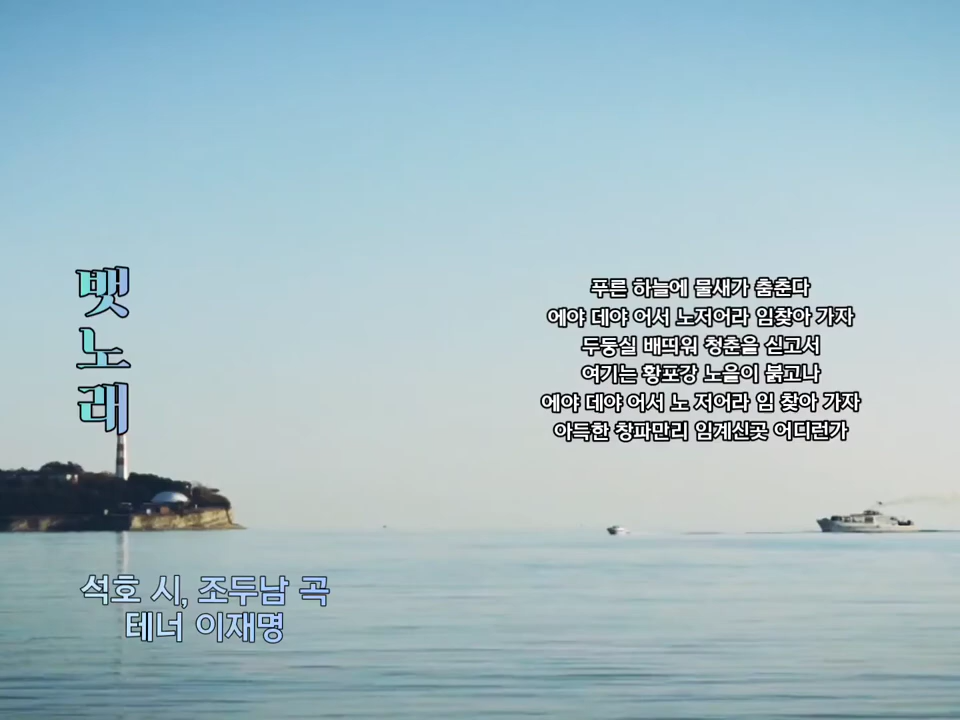 뱃노래
푸른 하늘에 물새가 춤춘다
에야 데야 어서 노저어라 임찾아 가자
두둥실 배띄워 청춘을 싣고서
여기는 황포강 노을이 붉고나
에야 데야 어서 노 저어라 임 찾아 가자
아득한 창파만리 임계신곳 어디런가
석호 시, 조두남 곡
테너 이재명